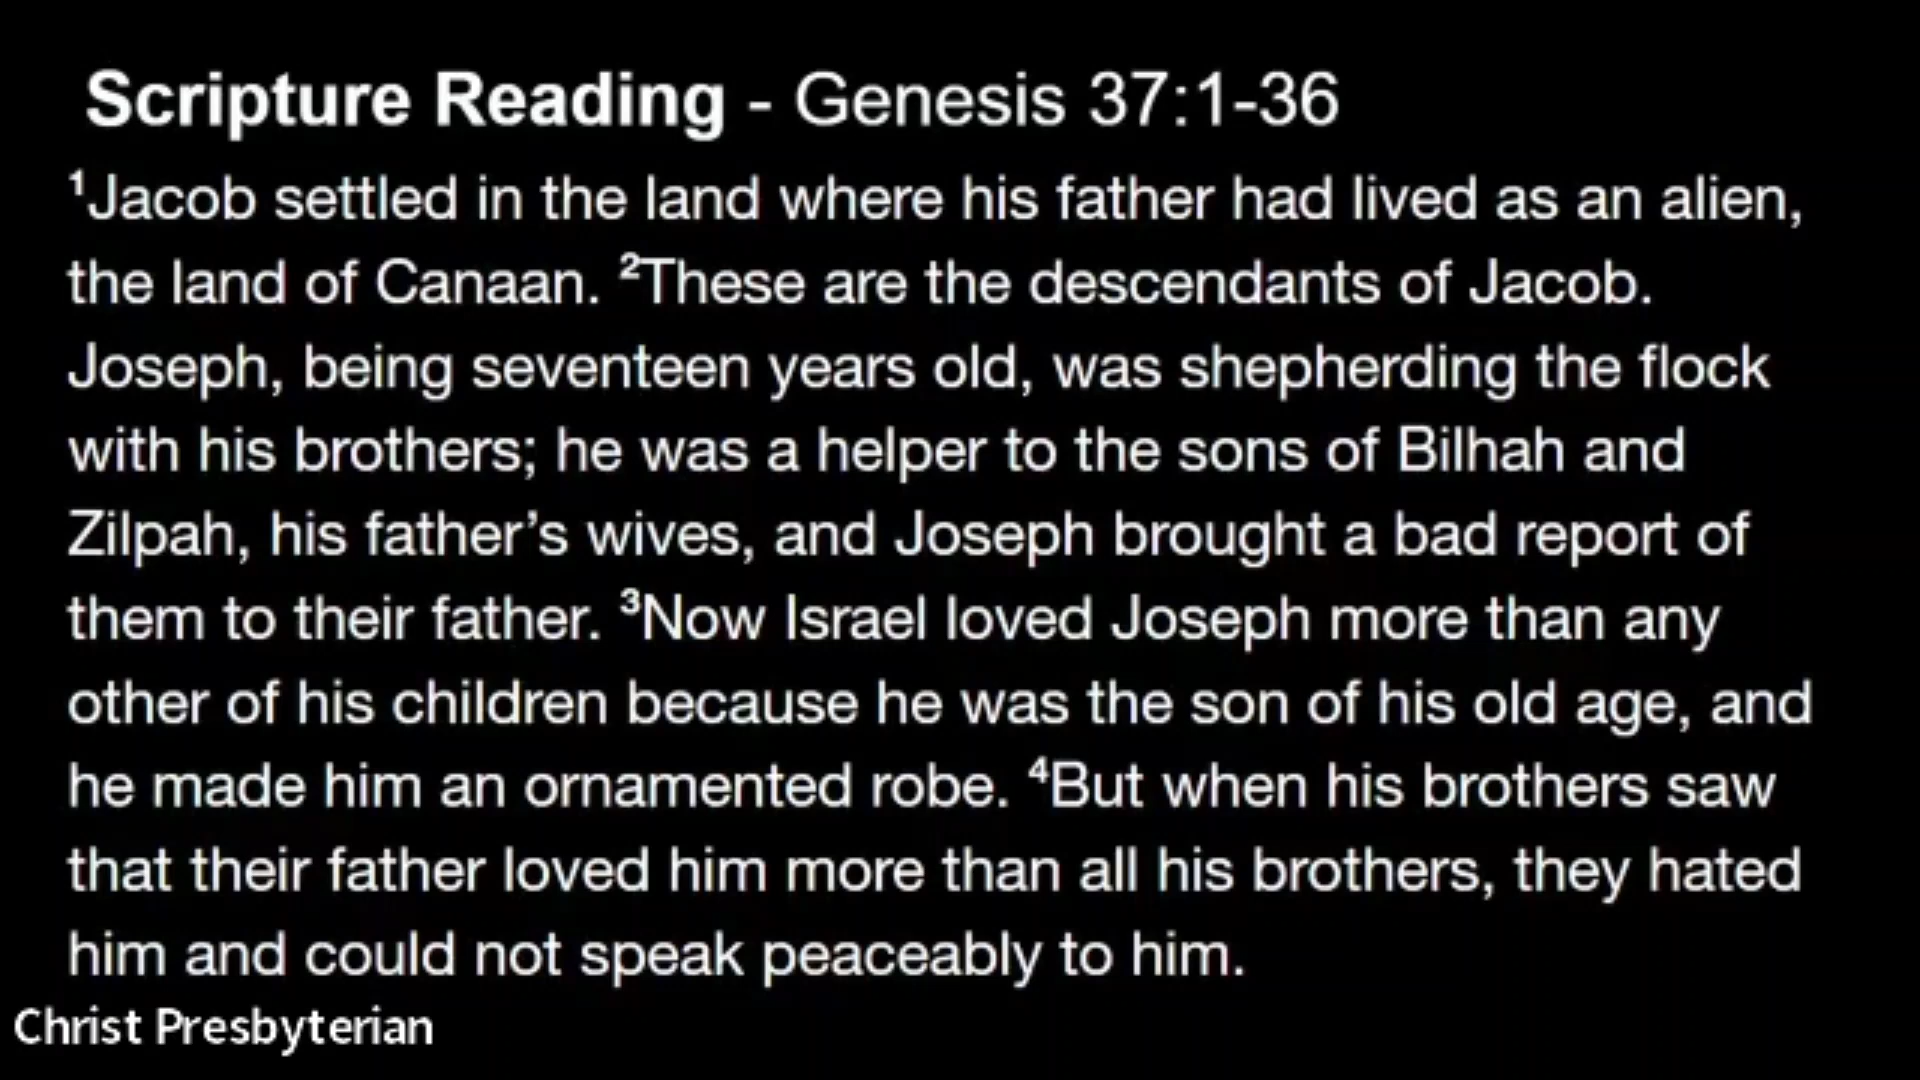 Scripture Reading - Genesis 37:1-36
¹Jacob settled in the land where his father had lived as an alien,
the land of Canaan. ²These are the descendants of Jacob.
Joseph, being seventeen years old, was shepherding the flock
with his brothers; he was a helper to the sons of Bilhah and
Zilpah, his father’s wives, and Joseph brought a bad report of
them to their father. ³Now Israel loved Joseph more than any
other of his children because he was the son of his old age, and
he made him an ornamented robe. ⁴But when his brothers saw
that their father loved him more than all his brothers, they hated
him and could not speak peaceably to him.
Christ Presbyterian